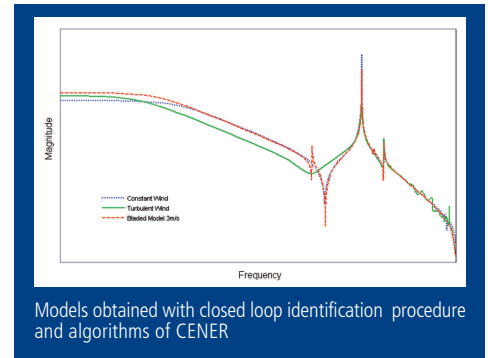 Magnitude
Constant Wind
Turbulent Wind
Bladed Model 3m/s
Frequency
Models obtained with closed loop identification procedure
and algorithms of CENER